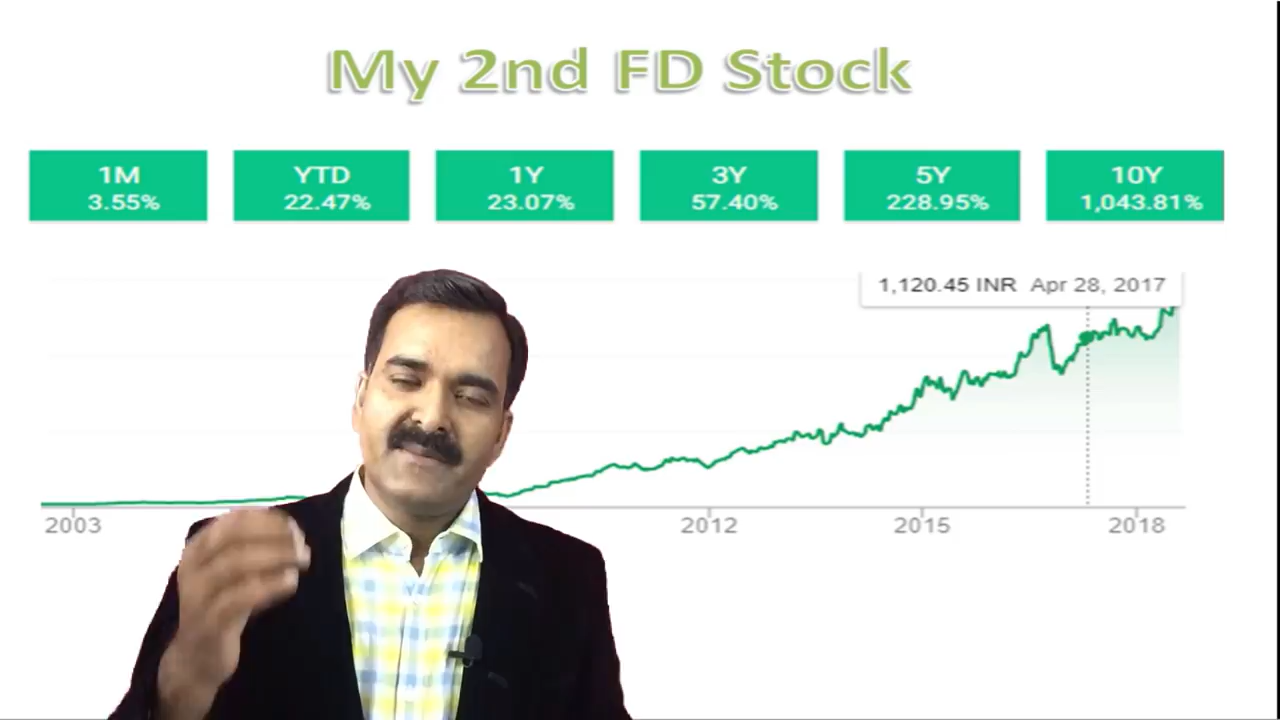 My 2nd FD Stock
1M YTD 1Y 3Y 5Y 10Y
3.55% 22.47% 23.07% 57.40% 228.95% 1,043.81%
1,120.45 INR Apr 28, 2017
2003 2012 2015 2018